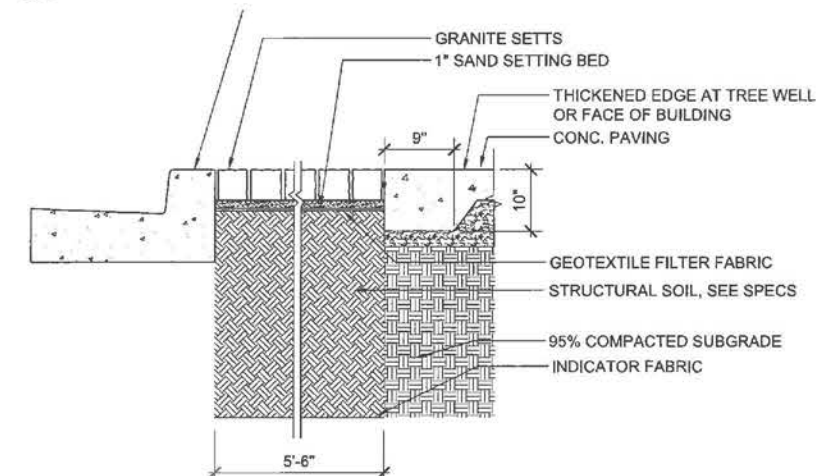 GRANITE SETTS
1" SAND SETTING BED
THICKENED EDGE AT TREE WELL
OR FACE OF BUILDING
CONC. PAVING
9"
10"
GEOTEXTILE FILTER FABRIC
STRUCTURAL SOIL, SEE SPECS
95% COMPACTED SUBGRADE
INDICATOR FABRIC
5'-6"